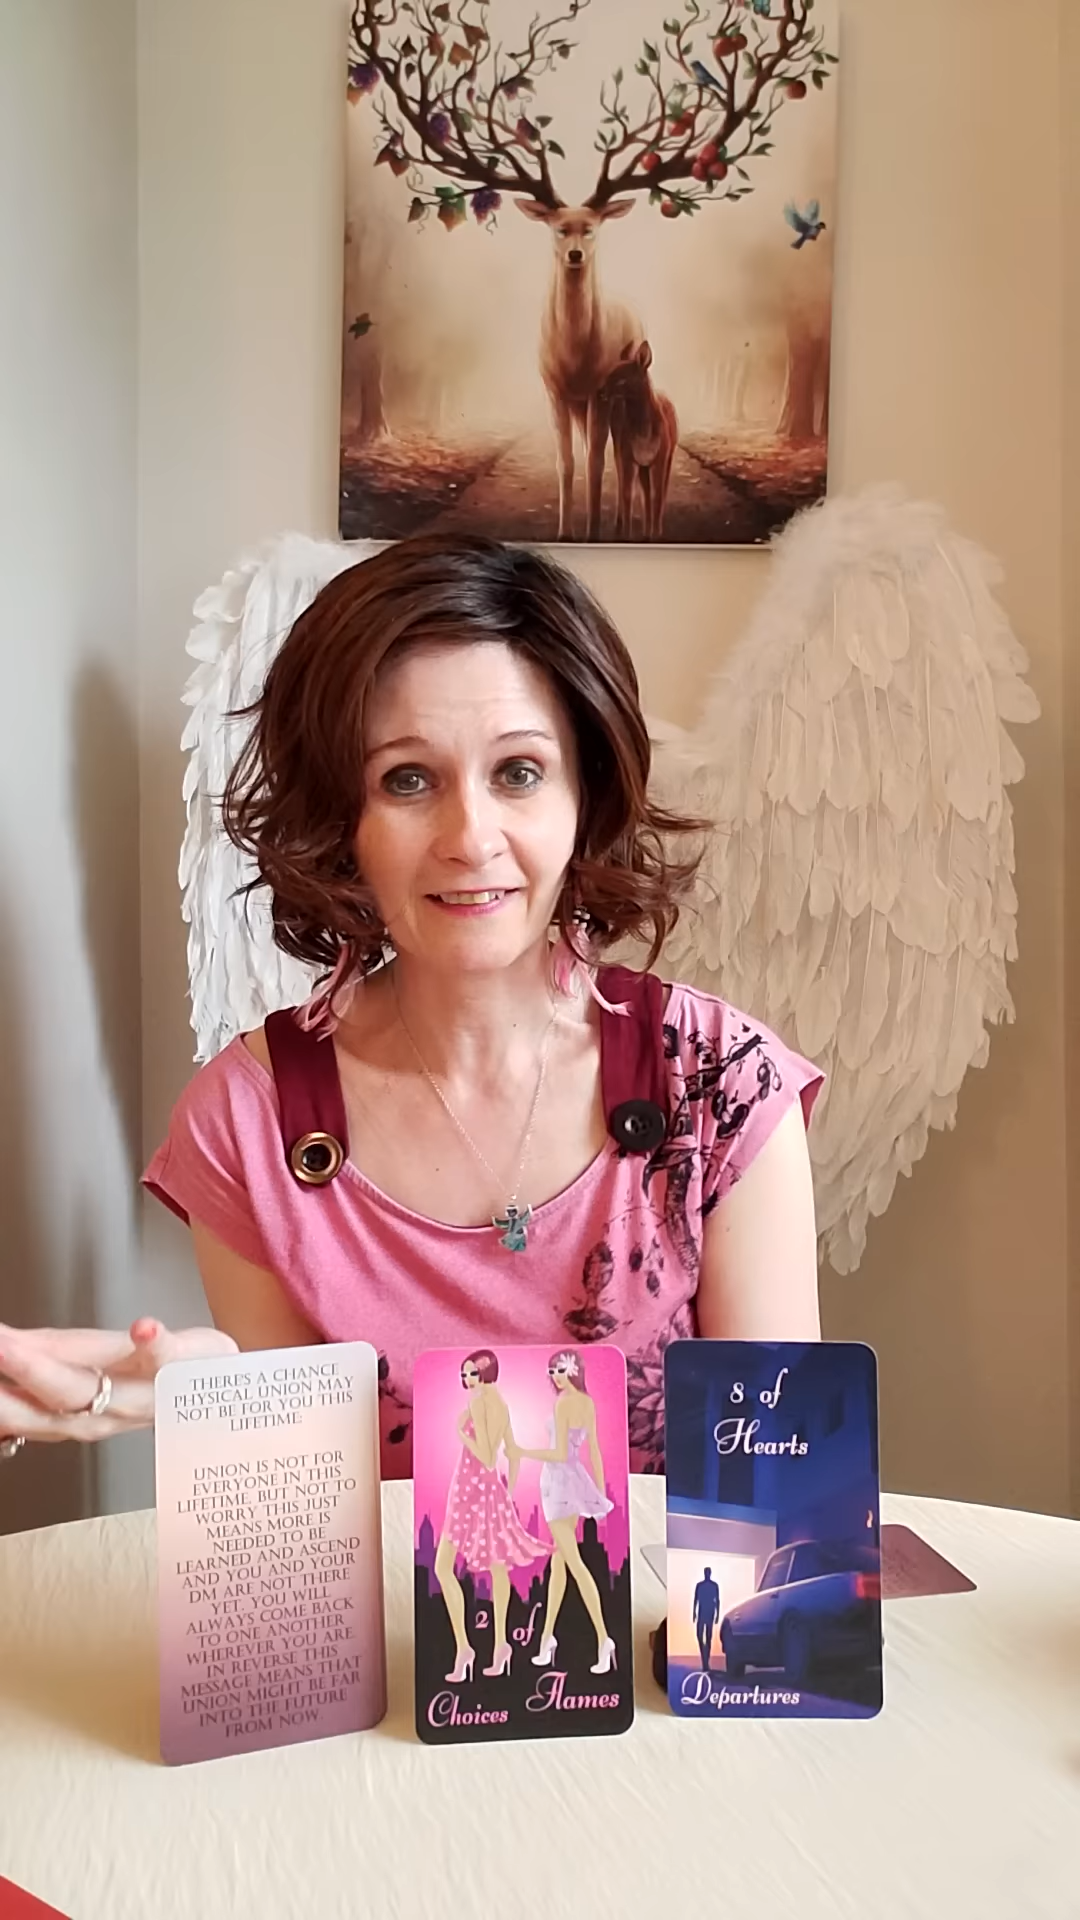 THERE'S A CHANCE
PHYSICAL UNION MAY
NOT BE FOR YOU THIS
LIFETIME:
UNION IS NOT FOR
EVERYONE IN THIS
LIFETIME, BUT NOT TO
WORRY THIS JUST
MEANS MORE IS
NEEDED TO BE
LEARNED AND ASCEND
AND YOU AND YOUR
DM ARE NOT THERE
YET. YOU WILL
ALWAYS COME BACK
TO ONE ANOTHER
WHEREVER YOU ARE.
IN REVERSE THIS
MESSAGE MEANS THAT
UNION MIGHT BE FAR
INTO THE FUTURE
FROM NOW.
2 of
Flames
Choices
8 of
Hearts
Departures